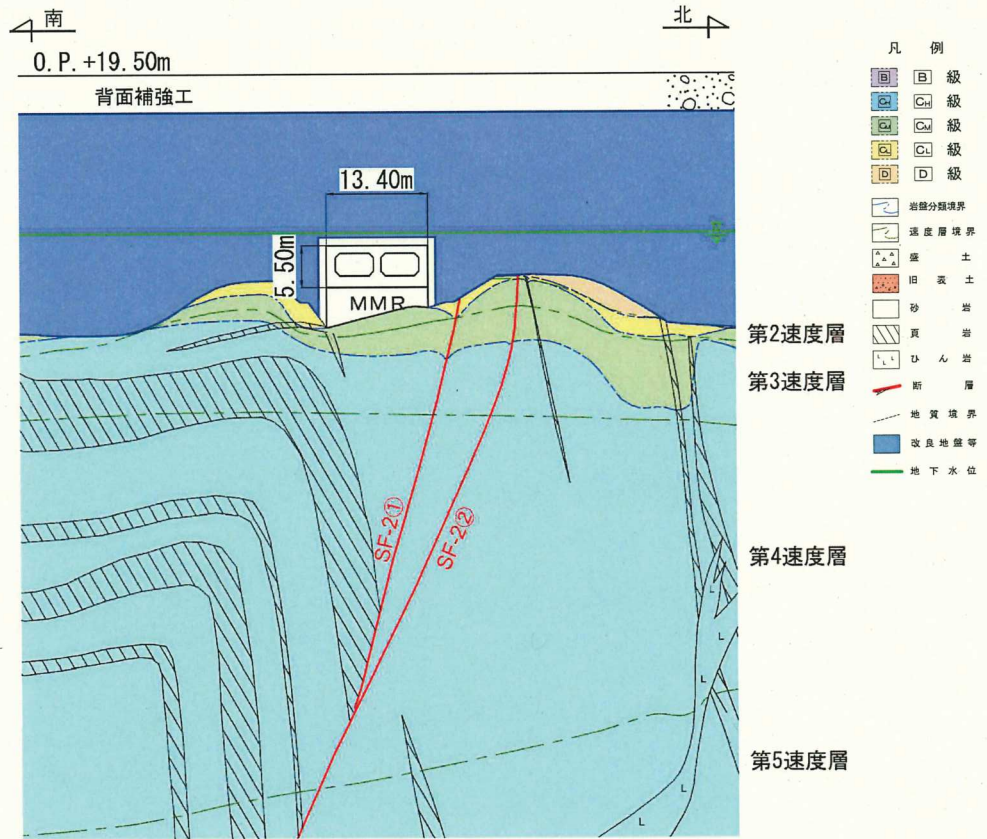 南
北
O.P.+19.50m
背面補強工
13.40m
5.50m
MMR
SF-2①
SF-2②
L
L
L
L
L
第2速度層
第3速度層
第4速度層
第5速度層
凡 例
B B 級
CH CH 級
CM CM 級
CL CL 級
D D 級
岩盤分類境界
速度層境界
盛 土
旧 表 土
砂 岩
頁 岩
ひ ん 岩
断 層
地 質 境 界
改 良 地 盤 等
地 下 水 位